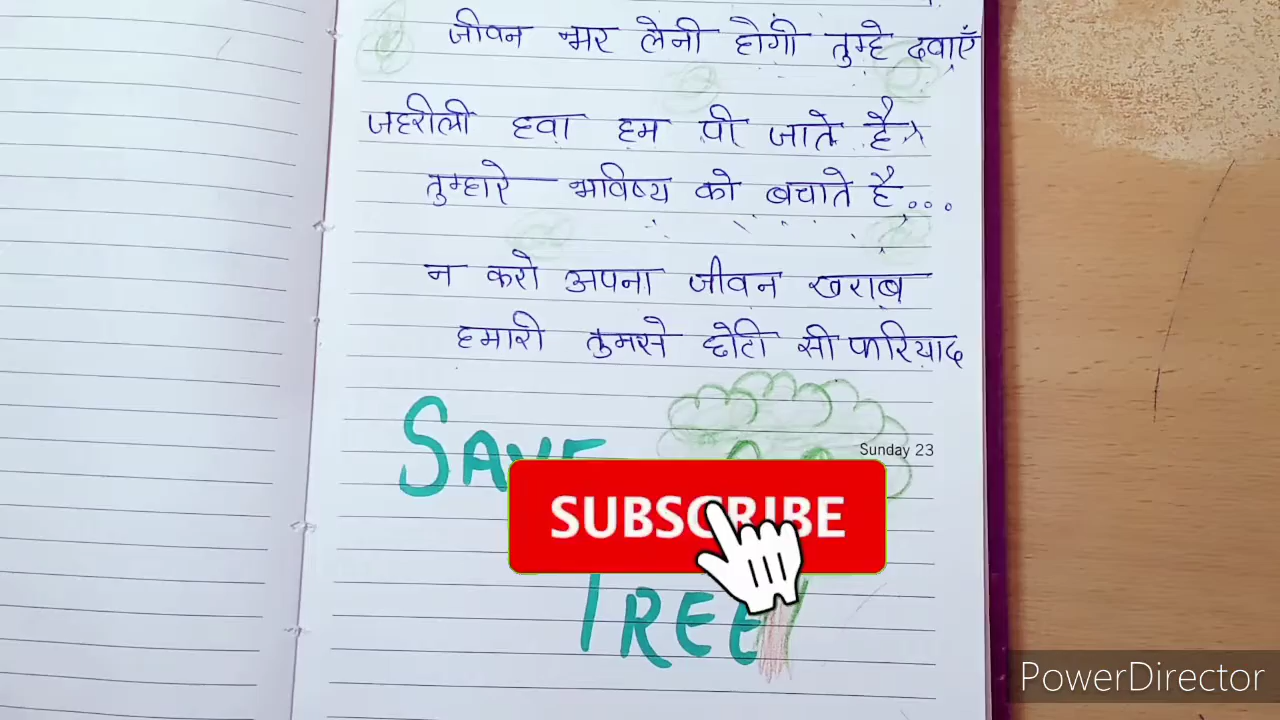 जीवन भर लेनी होगी तुम्हे दवाएँ
जहरीली हवा हम पी जाते है
तुम्हारे भविष्य को बचाते है...
न करो अपना जीवन खराब
हमारी तुमसे छोटी सी फरियाद
SAVE
Sunday 23
SUBSCRIBE
TREE
PowerDirector